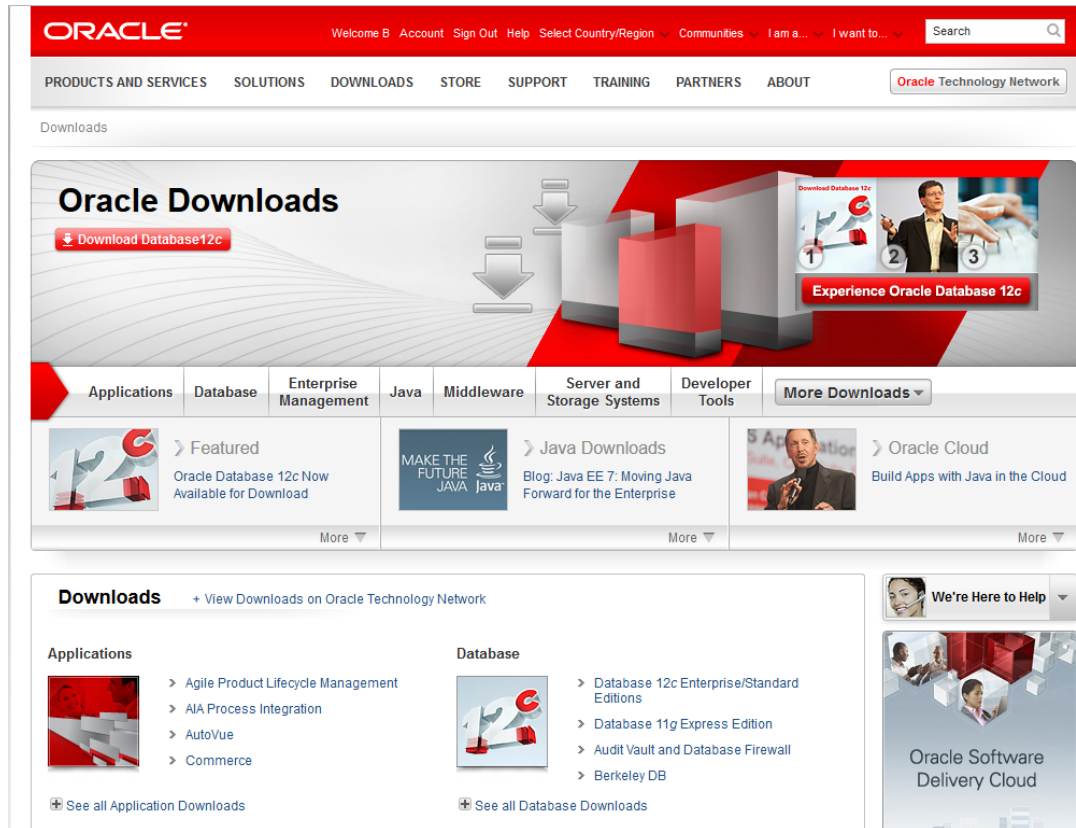 ORACLE
Welcome B Account Sign Out Help Select Country/Region Communities I am a... I want to... Search
PRODUCTS AND SERVICES SOLUTIONS DOWNLOADS STORE SUPPORT TRAINING PARTNERS ABOUT Oracle Technology Network
Downloads
Oracle Downloads
Download Database12c
Download Database 12c
12c
1 2 3
Experience Oracle Database 12c
Applications Database Enterprise Management Java Middleware Server and Storage Systems Developer Tools More Downloads
12c
Featured
Oracle Database 12c Now
Available for Download
More
MAKE THE
FUTURE
JAVA Java
Java Downloads
Blog: Java EE 7: Moving Java
Forward for the Enterprise
More
Oracle Cloud
Build Apps with Java in the Cloud
More
Downloads + View Downloads on Oracle Technology Network
Applications
Agile Product Lifecycle Management
AIA Process Integration
AutoVue
Commerce
See all Application Downloads
Database
12c
Database 12c Enterprise/Standard
Editions
Database 11g Express Edition
Audit Vault and Database Firewall
Berkeley DB
See all Database Downloads
We're Here to Help
Oracle Software
Delivery Cloud